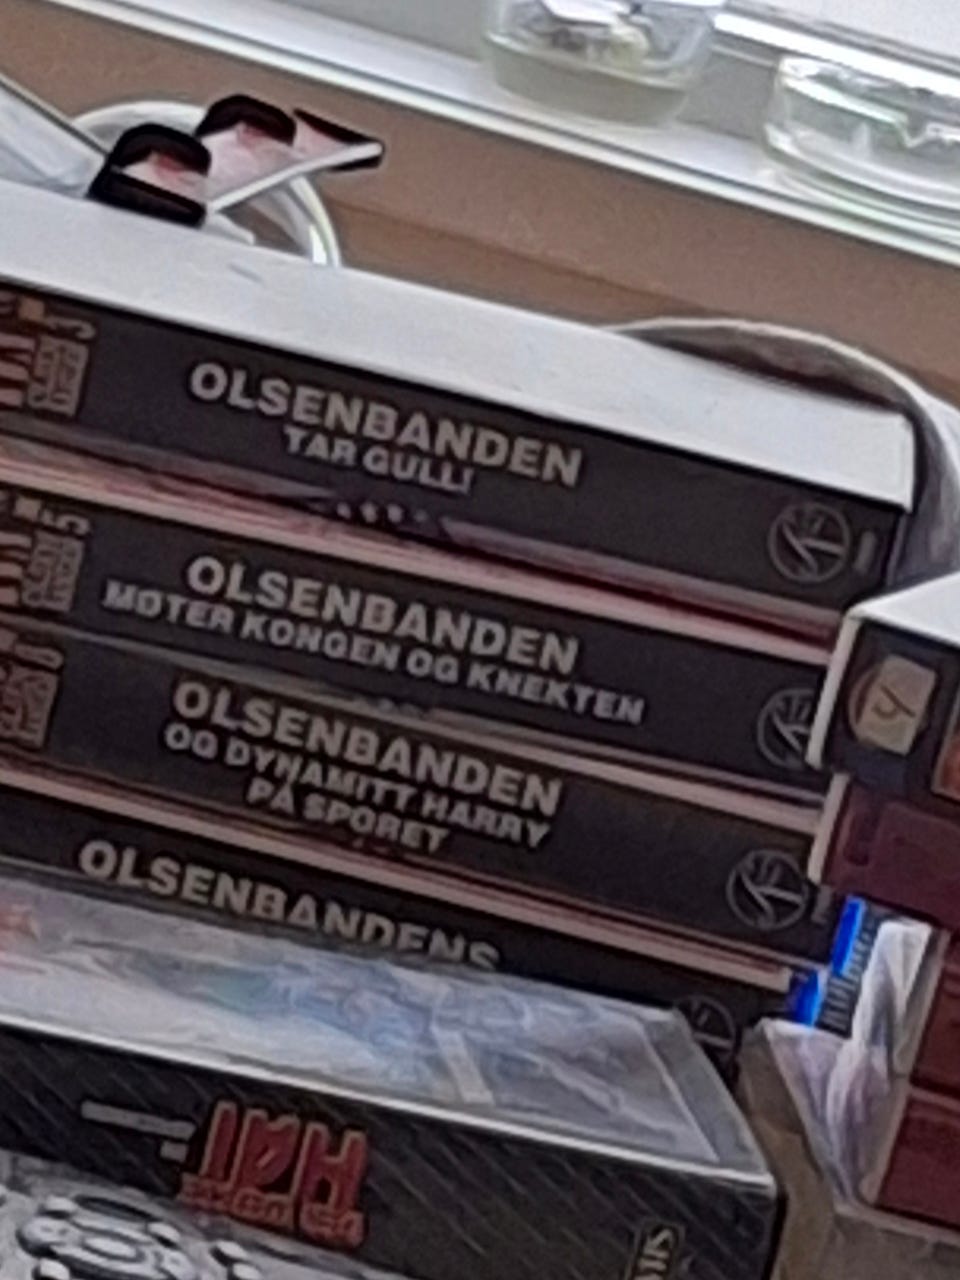 OLSENBANDEN
TAR GULL!
OLSENBANDEN
MØTER KONGEN OG KNEKTEN
OLSENBANDEN
OG DYNAMITT HARRY
PÅ SPORET
OLSENBANDENS